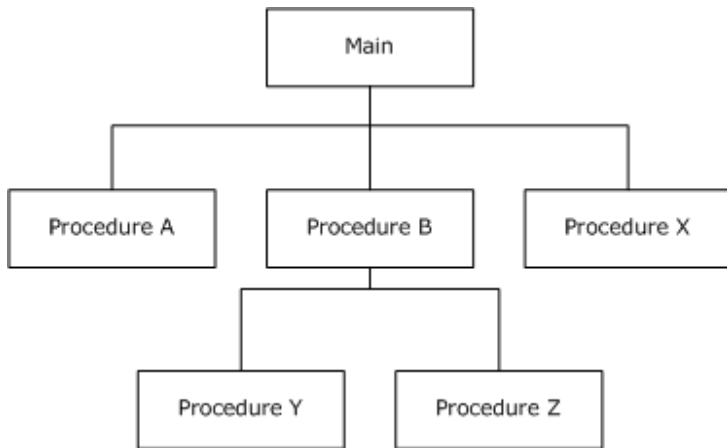 Main
Procedure A
Procedure B
Procedure X
Procedure Y
Procedure Z